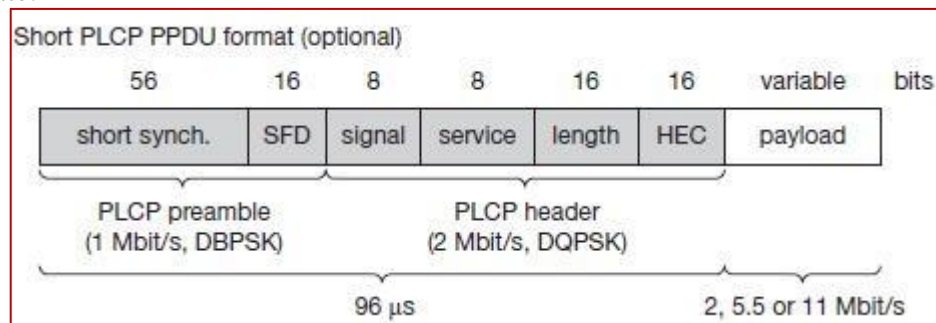 Short PLCP PPDU format (optional)
56 16 8 8 16 16 variable bits
short synch. SFD signal service length HEC payload
PLCP preamble PLCP header
(1 Mbit/s, DBPSK) (2 Mbit/s, DQPSK)
96 µs 2, 5.5 or 11 Mbit/s